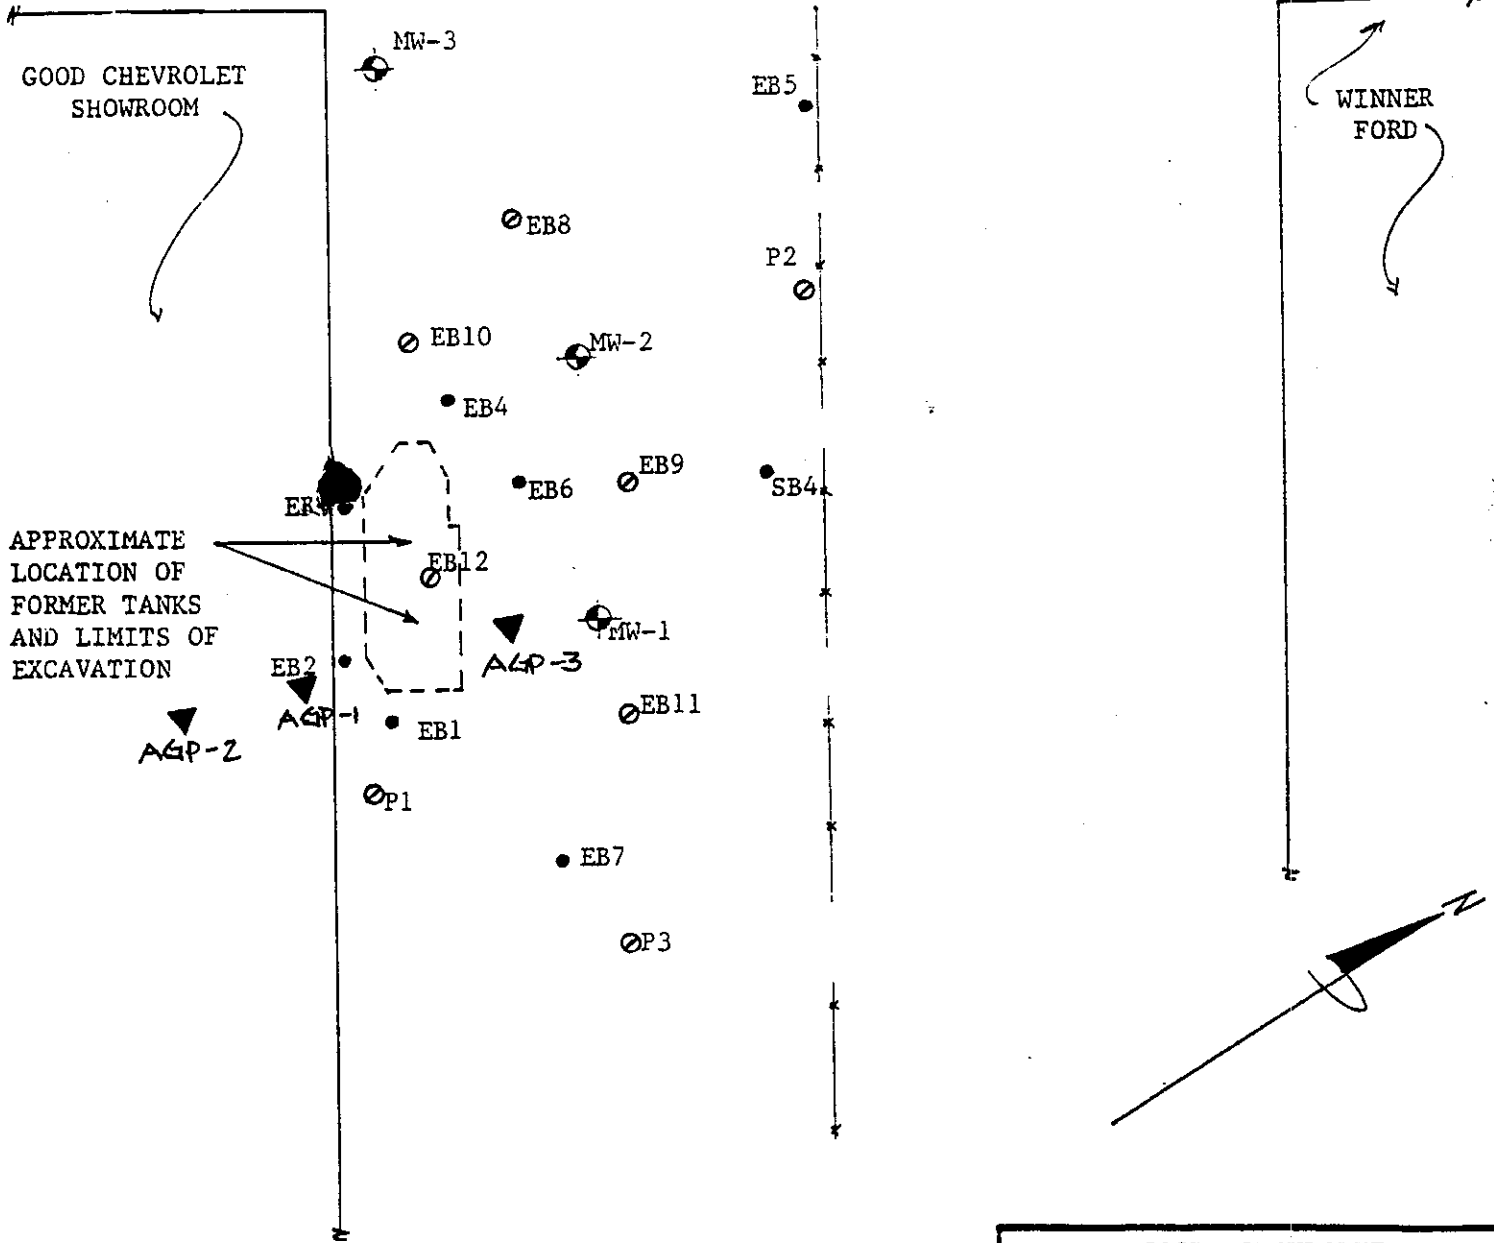 MW-3
GOOD CHEVROLET
SHOWROOM
EB5
WINNER
FORD
EB8
P2
EB10
MW-2
EB4
EB9
EB6
SB4
APPROXIMATE
LOCATION OF
FORMER TANKS
AND LIMITS OF
EXCAVATION
EB12
MW-1
AGP-3
EB2
AGP-1
AGP-2
EB11
EB1
P1
EB7
P3
N